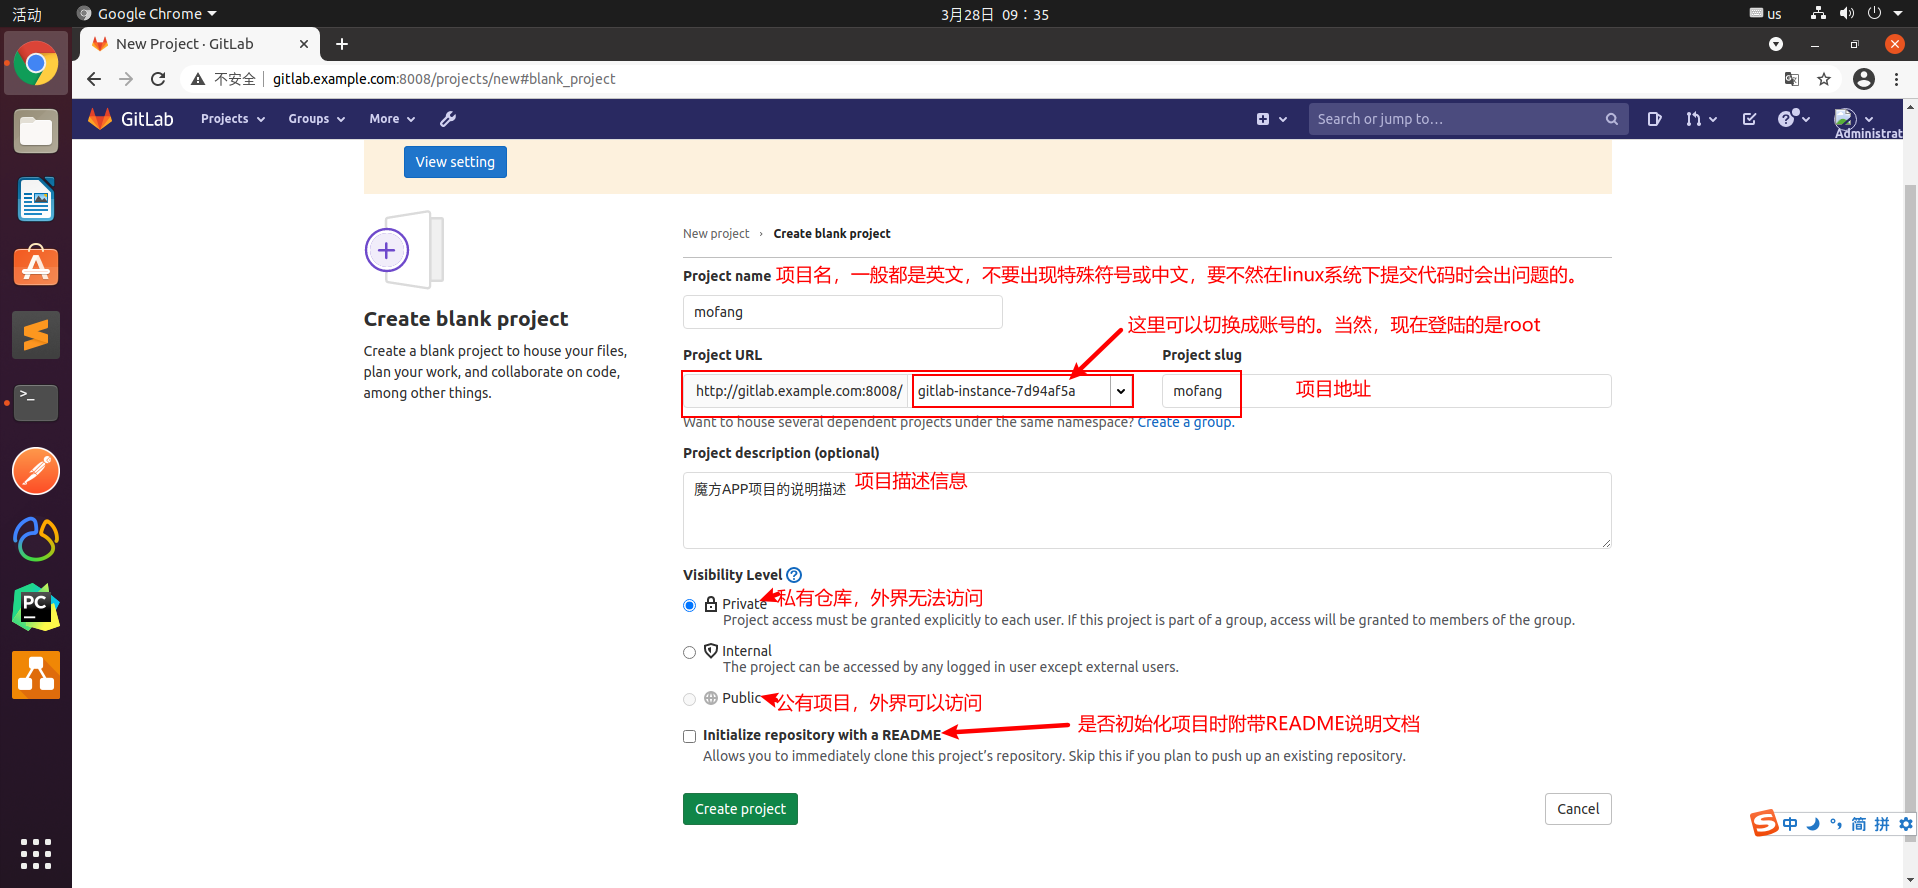 活动
Google Chrome
3月28日 09：35
us
New Project · GitLab
不安全
gitlab.example.com:8008/projects/new#blank_project
GitLab
Projects
Groups
More
Search or jump to…
Administrat
View setting
New project › Create blank project
Project name 项目名，一般都是英文，不要出现特殊符号或中文，要不然在linux系统下提交代码时会出问题的。
mofang
Create blank project
Create a blank project to house your files,
plan your work, and collaborate on code,
among other things.
这里可以切换成账号的。当然，现在登陆的是root
Project URL
Project slug
http://gitlab.example.com:8008/
gitlab-instance-7d94af5a
mofang
项目地址
Want to house several dependent projects under the same namespace? Create a group.
Project description (optional)
魔方APP项目的说明描述
项目描述信息
Visibility Level
Private
私有仓库，外界无法访问
Project access must be granted explicitly to each user. If this project is part of a group, access will be granted to members of the group.
Internal
The project can be accessed by any logged in user except external users.
Public
公有项目，外界可以访问
是否初始化项目时附带README说明文档
Initialize repository with a README
Allows you to immediately clone this project’s repository. Skip this if you plan to push up an existing repository.
Create project
Cancel
PC
S 中 简 拼